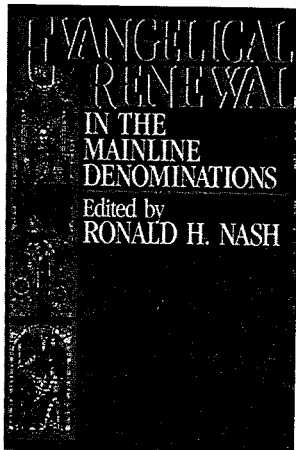 EVANGELICAL
RENEWAL
IN THE
MAINLINE
DENOMINATIONS
Edited by
RONALD H. NASH